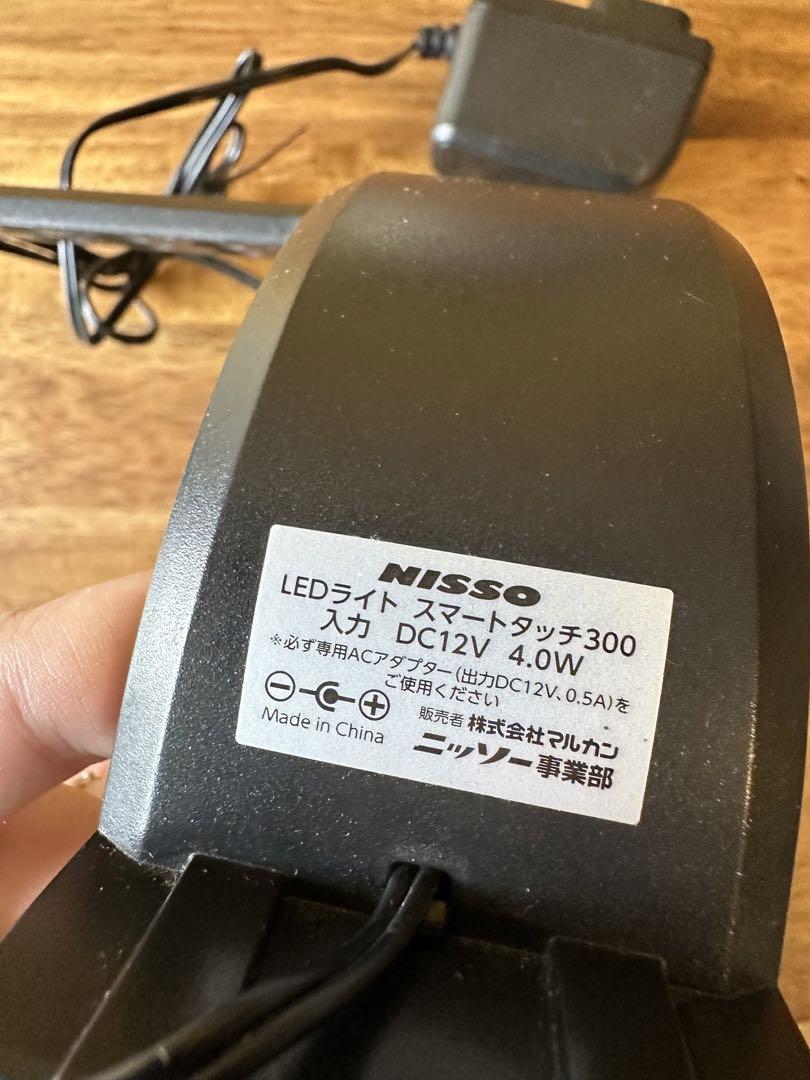 NISSO
LEDライト スマートタッチ300
入力 DC12V 4.0W
※必ず専用ACアダプター(出力DC12V、0.5A)を
ご使用ください
Made in China
販売者 株式会社マルカン
ニッソー事業部